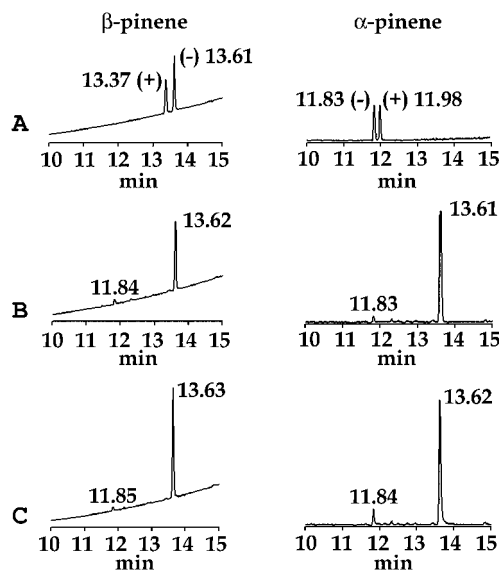 β-pinene
α-pinene
A
13.37 (+)
(-) 13.61
10 11 12 13 14 15
min
11.83 (-)
(+) 11.98
10 11 12 13 14 15
min
B
11.84
13.62
10 11 12 13 14 15
min
11.83
13.61
10 11 12 13 14 15
min
C
11.85
13.63
10 11 12 13 14 15
min
11.84
13.62
10 11 12 13 14 15
min